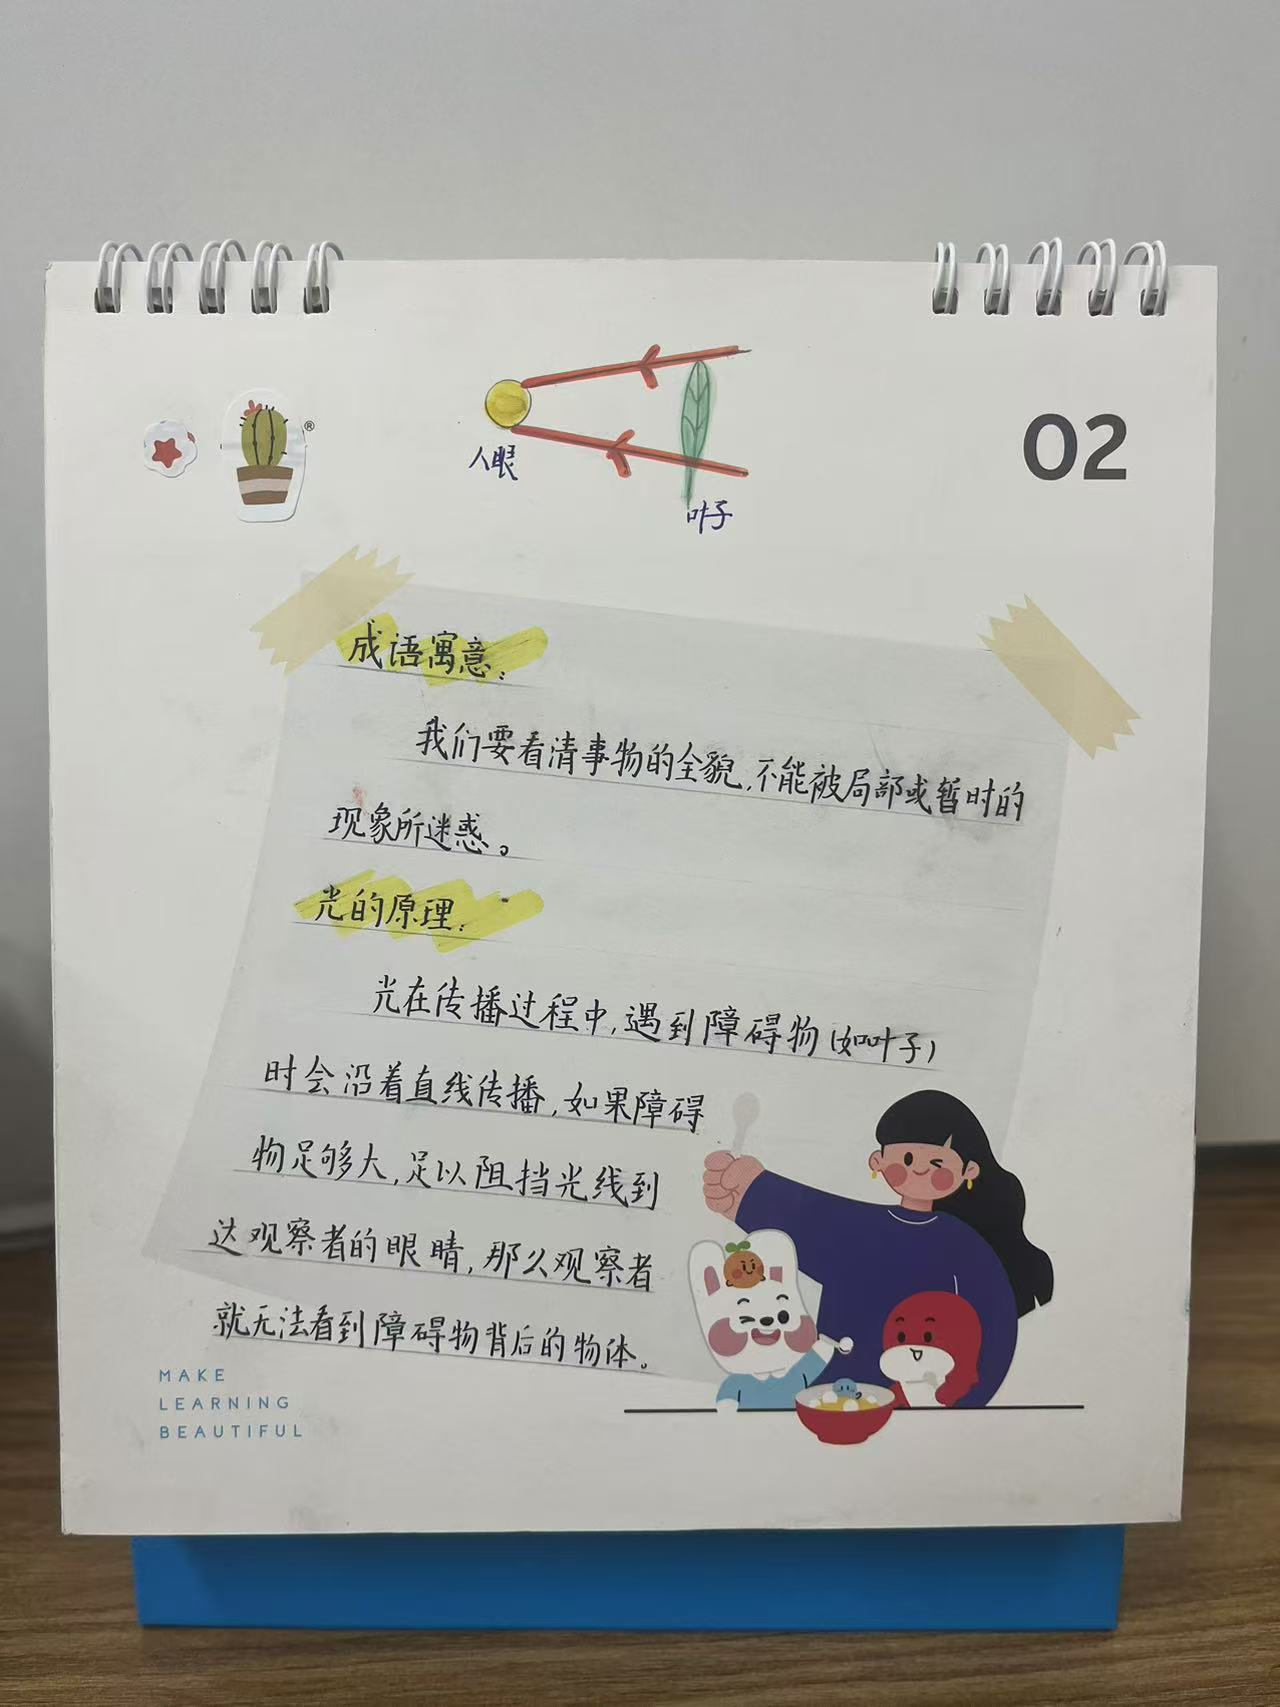 ®
02
人眼
叶子
成语寓意:
我们要看清事物的全貌,不能被局部或暂时的
现象所迷惑。
光的原理:
光在传播过程中,遇到障碍物(如叶子)
时会沿着直线传播,如果障碍
物足够大,足以阻挡光线到
达观察者的眼睛,那么观察者
就无法看到障碍物背后的物体。
MAKE
LEARNING
BEAUTIFUL